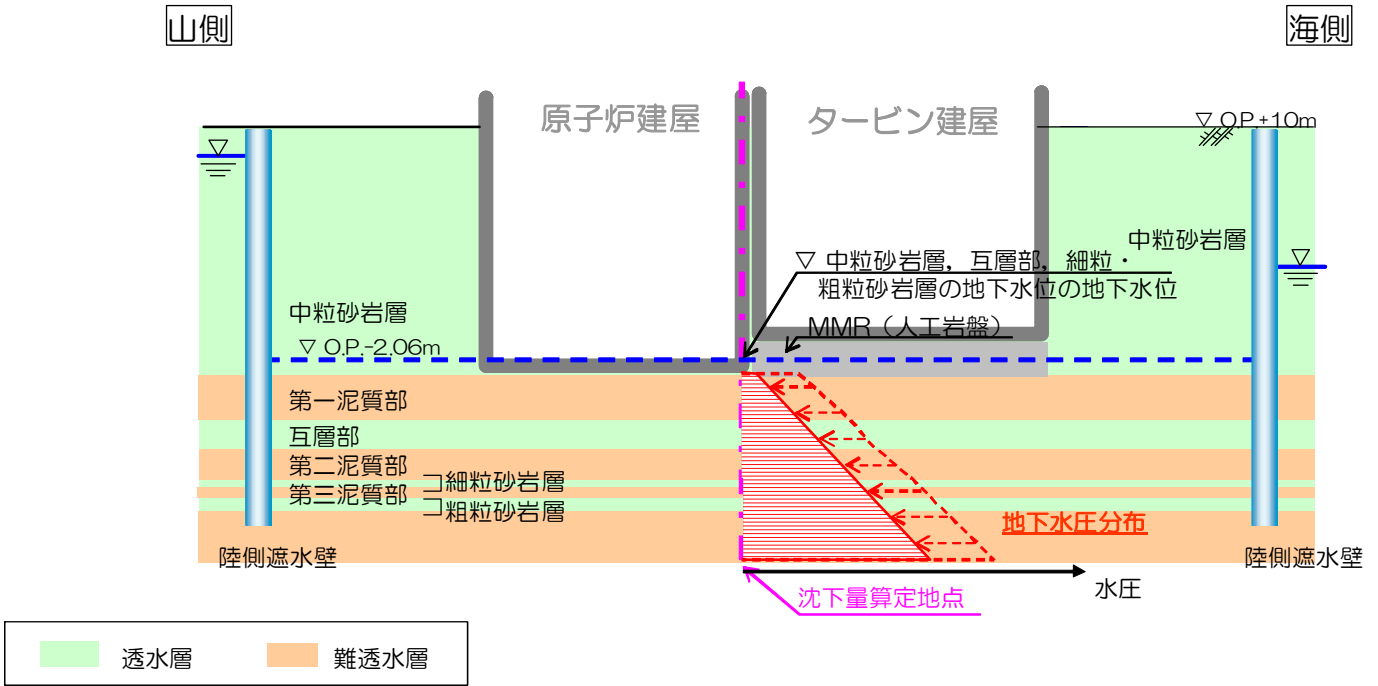 山側
海側
原子炉建屋
タービン建屋
▽ O.P.+10m
中粒砂岩層
▽ 中粒砂岩層，互層部，細粒・
粗粒砂岩層の地下水位の地下水位
MMR（人工岩盤）
中粒砂岩層
▽ O.P.-2.06m
第一泥質部
互層部
第二泥質部
細粒砂岩層
第三泥質部
粗粒砂岩層
地下水圧分布
陸側遮水壁
陸側遮水壁
水圧
沈下量算定地点
透水層
難透水層